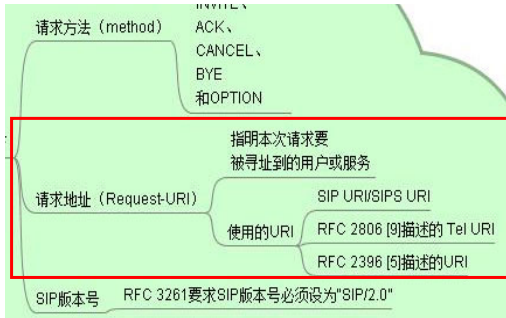 请求方法（method）
INVITE、
ACK、
CANCEL、
BYE
和OPTION
请求地址（Request-URI）
指明本次请求要
被寻址到的用户或服务
使用的URI
SIP URI/SIPS URI
RFC 2806 [9]描述的 Tel URI
RFC 2396 [5]描述的URI
SIP版本号
RFC 3261要求SIP版本号必须设为"SIP/2.0"